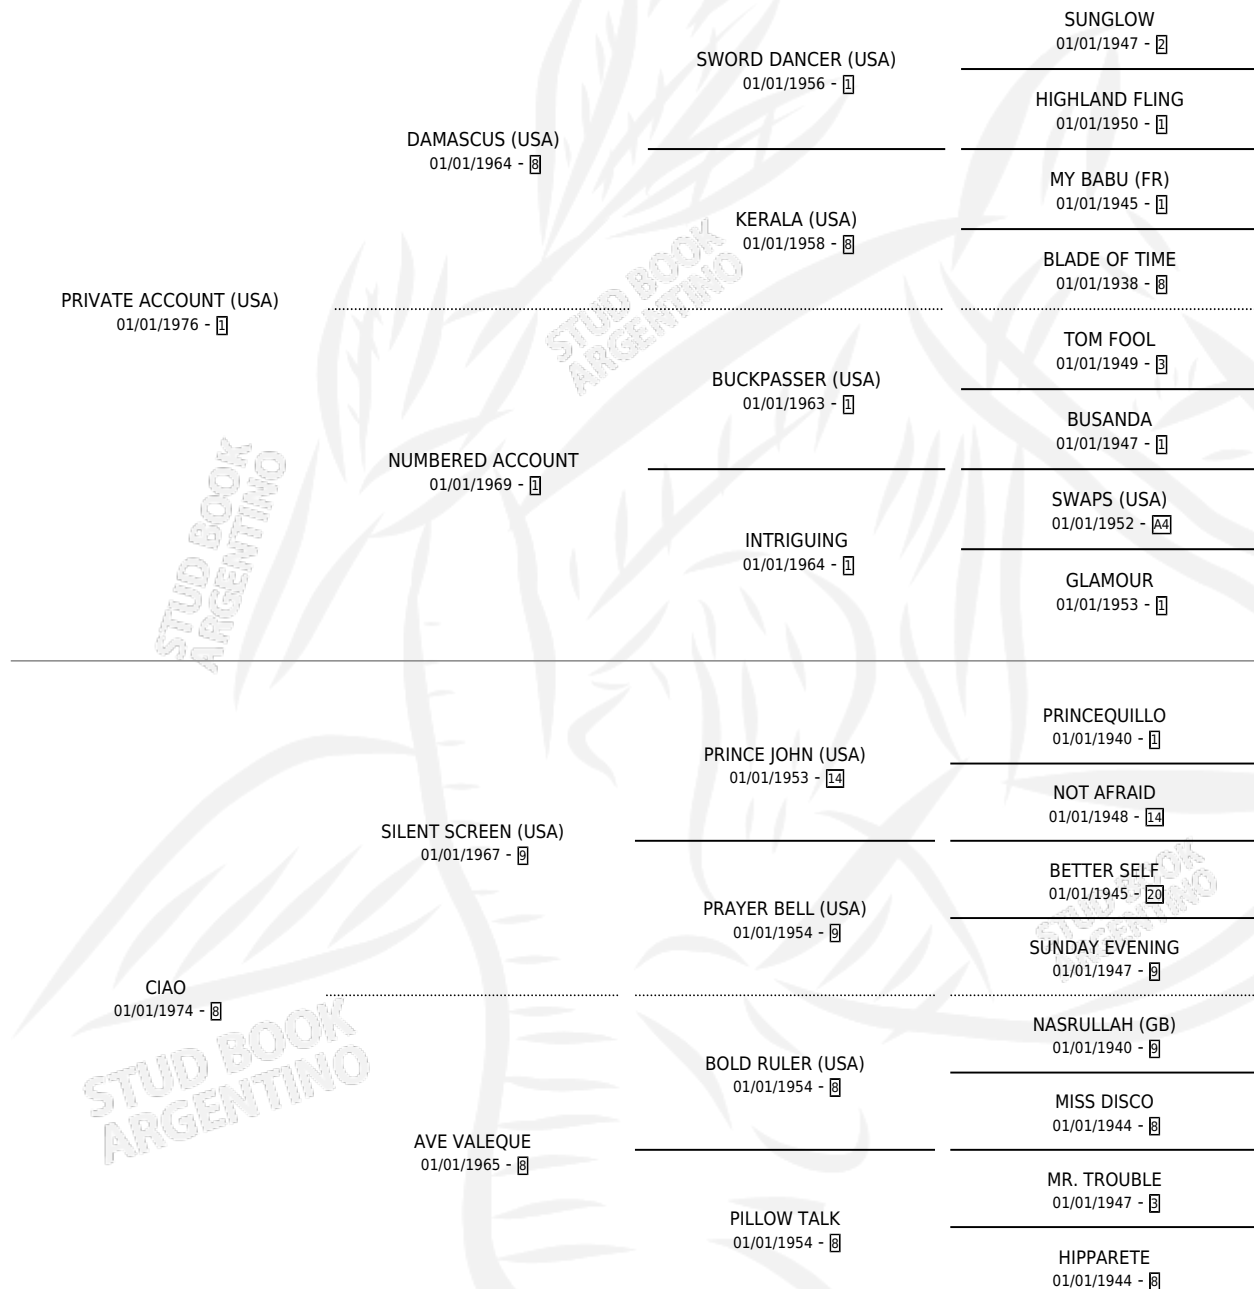 PRIVATE ACCOUNT (USA)
01/01/1976 - 1
DAMASCUS (USA)
01/01/1964 - 8
SWORD DANCER (USA)
01/01/1956 - 1
SUNGLOW
01/01/1947 - 2
HIGHLAND FLING
01/01/1950 - 1
KERALA (USA)
01/01/1958 - 8
MY BABU (FR)
01/01/1945 - 1
BLADE OF TIME
01/01/1938 - 8
NUMBERED ACCOUNT
01/01/1969 - 1
BUCKPASSER (USA)
01/01/1963 - 1
TOM FOOL
01/01/1949 - 3
BUSANDA
01/01/1947 - 1
INTRIGUING
01/01/1964 - 1
SWAPS (USA)
01/01/1952 - A4
GLAMOUR
01/01/1953 - 1
CIAO
01/01/1974 - 8
SILENT SCREEN (USA)
01/01/1967 - 9
PRINCE JOHN (USA)
01/01/1953 - 14
PRINCEQUILLO
01/01/1940 - 1
NOT AFRAID
01/01/1948 - 14
PRAYER BELL (USA)
01/01/1954 - 9
BETTER SELF
01/01/1945 - 20
SUNDAY EVENING
01/01/1947 - 9
AVE VALEQUE
01/01/1965 - 8
BOLD RULER (USA)
01/01/1954 - 8
NASRULLAH (GB)
01/01/1940 - 9
MISS DISCO
01/01/1944 - 8
PILLOW TALK
01/01/1954 - 8
MR. TROUBLE
01/01/1947 - 3
HIPPARETE
01/01/1944 - 8
STUD BOOK
ARGENTINO
STUD BOOK
ARGENTINO
STUD BOOK
ARGENTINO
STUD BOOK
ARGENTINO